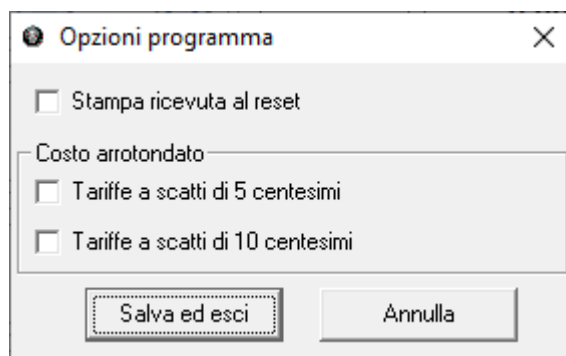 Opzioni programma
Stampa ricevuta al reset
Costo arrotondato
Tariffe a scatti di 5 centesimi
Tariffe a scatti di 10 centesimi
Salva ed esci
Annulla